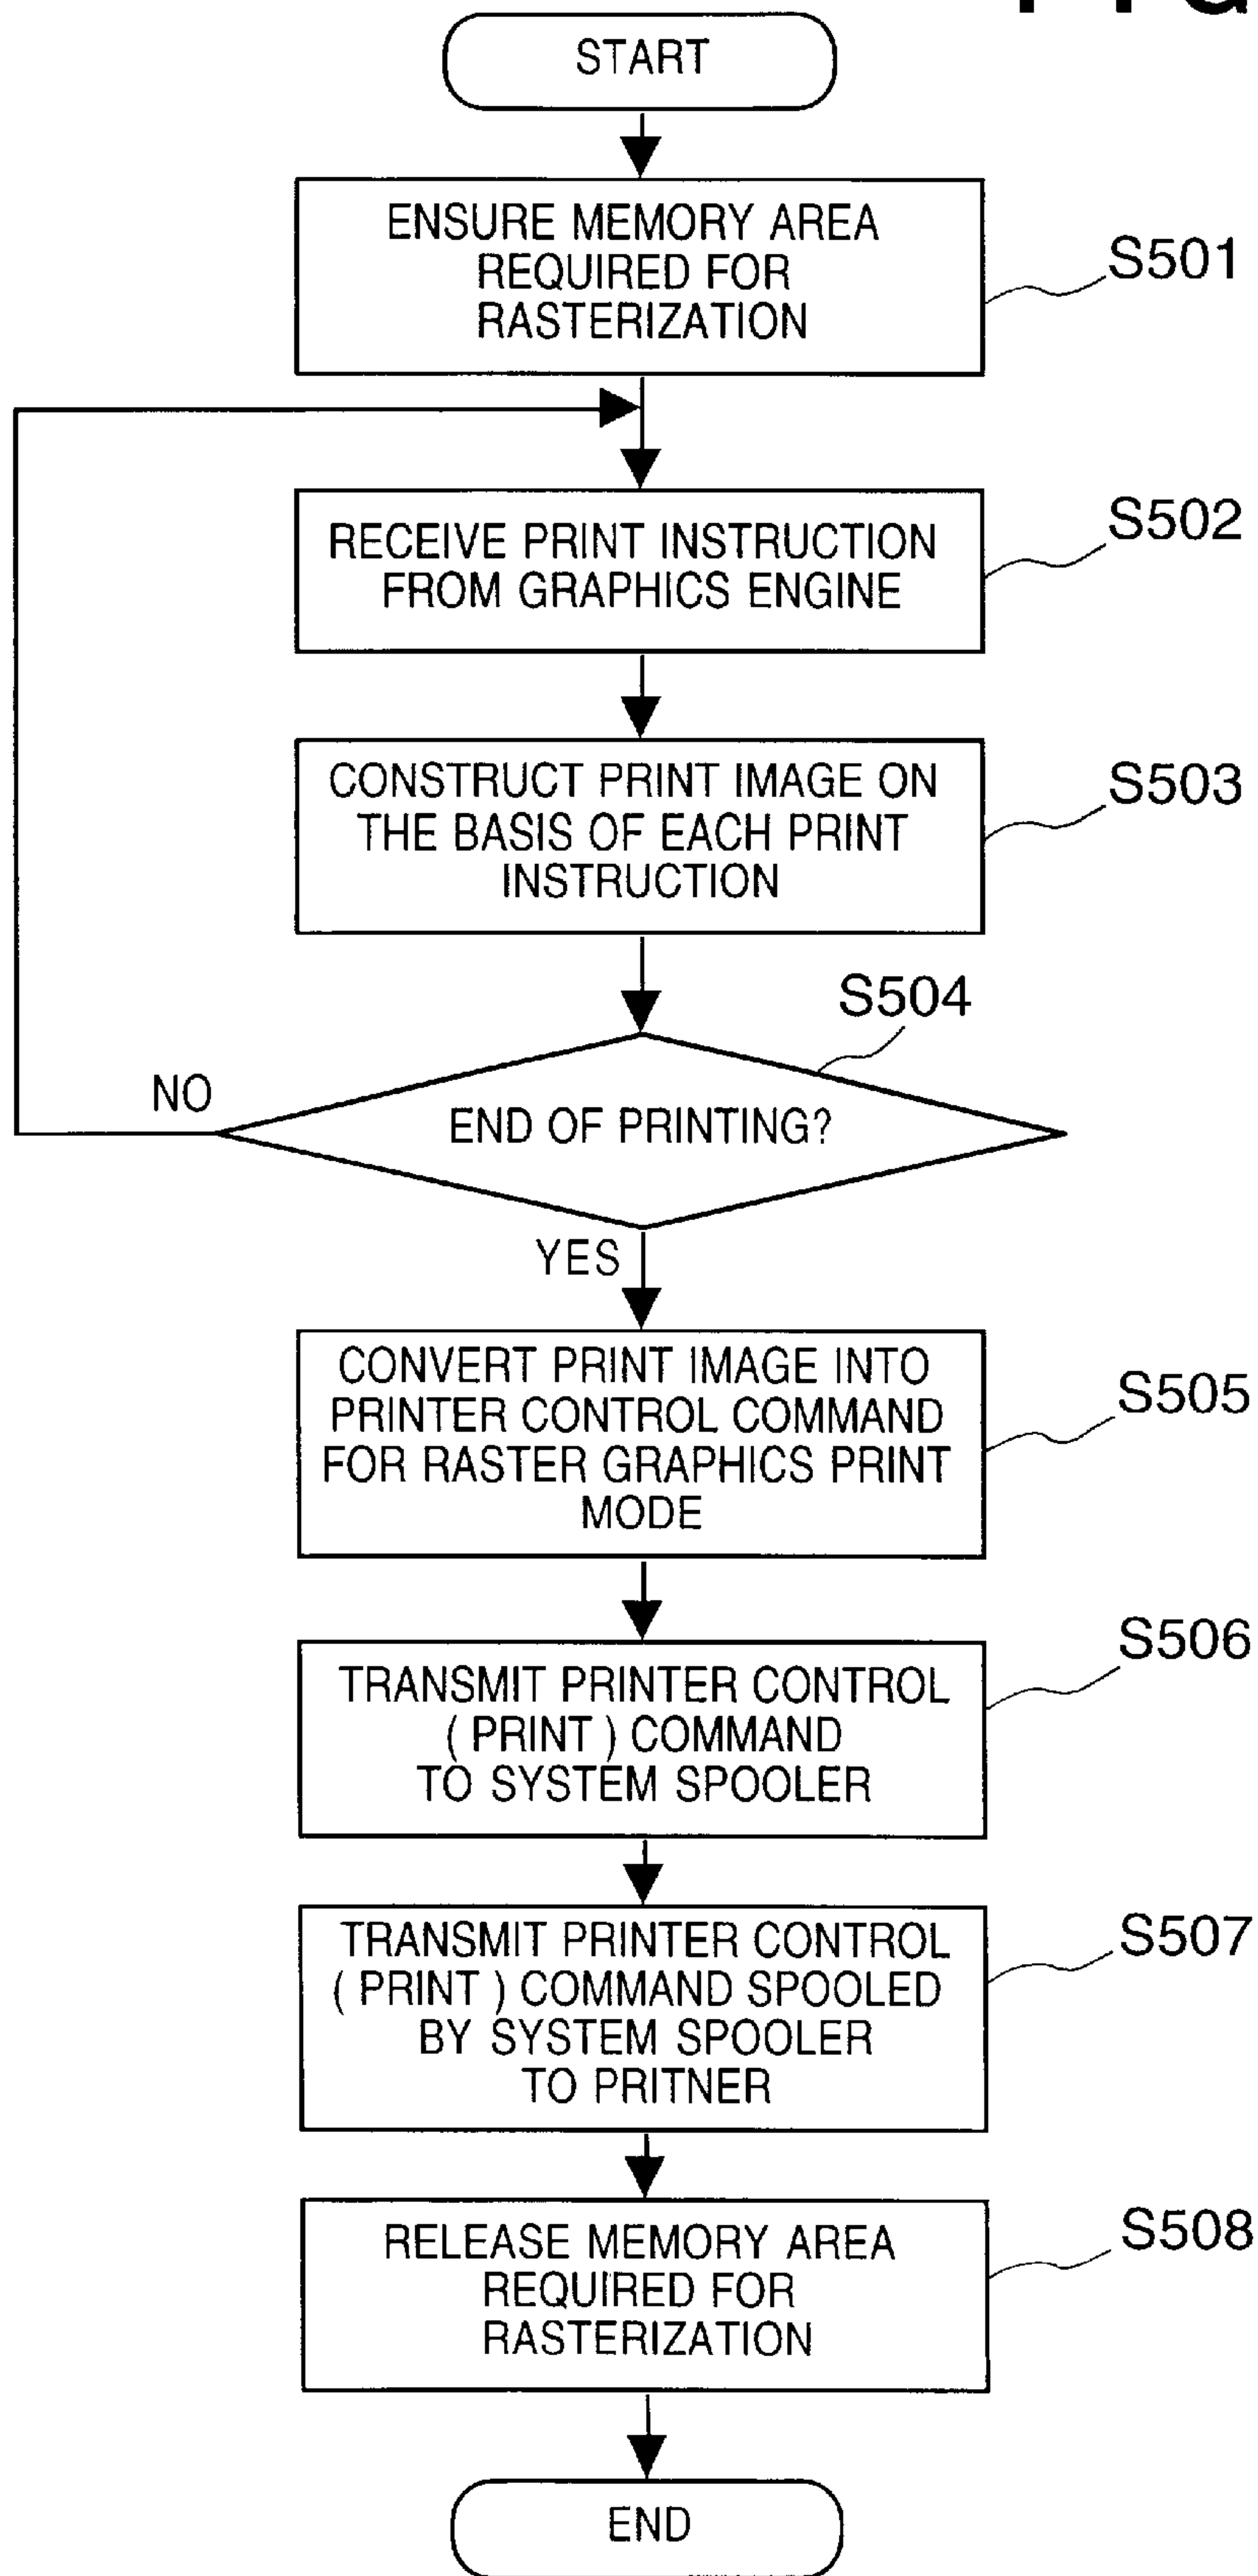 START
ENSURE MEMORY AREA
REQUIRED FOR
RASTERIZATION
S501
RECEIVE PRINT INSTRUCTION
FROM GRAPHICS ENGINE
S502
CONSTRUCT PRINT IMAGE ON
THE BASIS OF EACH PRINT
INSTRUCTION
S503
S504
NO
END OF PRINTING?
YES
CONVERT PRINT IMAGE INTO
PRINTER CONTROL COMMAND
FOR RASTER GRAPHICS PRINT
MODE
S505
TRANSMIT PRINTER CONTROL
( PRINT ) COMMAND
TO SYSTEM SPOOLER
S506
TRANSMIT PRINTER CONTROL
( PRINT ) COMMAND SPOOLED
BY SYSTEM SPOOLER
TO PRITNER
S507
RELEASE MEMORY AREA
REQUIRED FOR
RASTERIZATION
S508
END